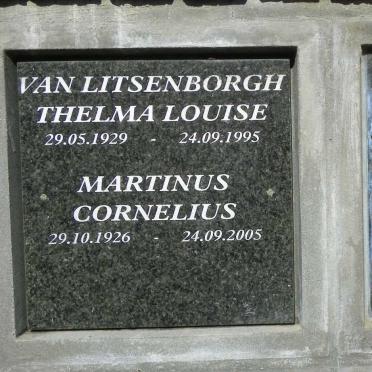 VAN LITSENBORGH
THELMA LOUISE
29.05.1929 - 24.09.1995
MARTINUS
CORNELIUS
29.10.1926 - 24.09.2005